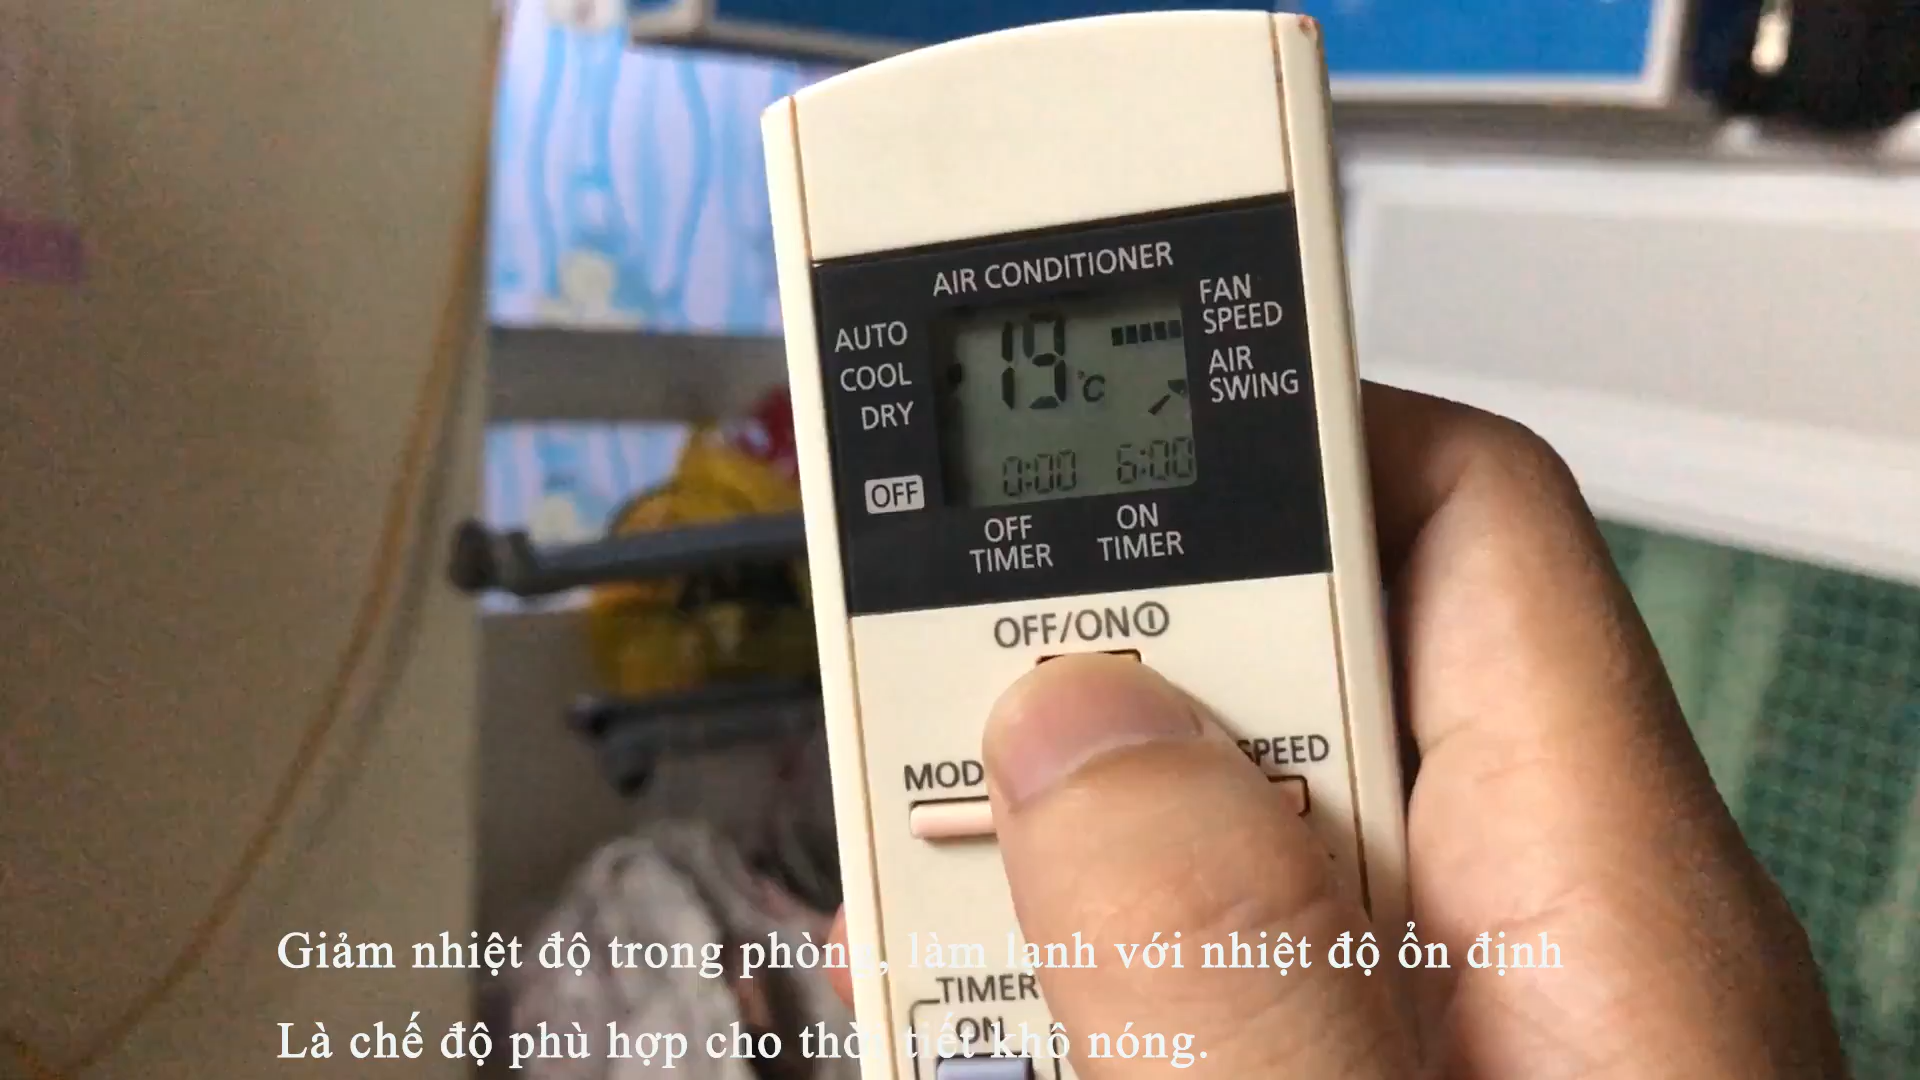 AIR CONDITIONER
FAN
SPEED
AUTO
COOL
DRY
19 °C
AIR
SWING
OFF
0:00 6:00
OFF
TIMER
ON
TIMER
OFF/ON
MOD
SPEED
Giảm nhiệt độ trong phòng, làm lạnh với nhiệt độ ổn định
TIMER
ON
Là chế độ phù hợp cho thời tiết khô nóng.